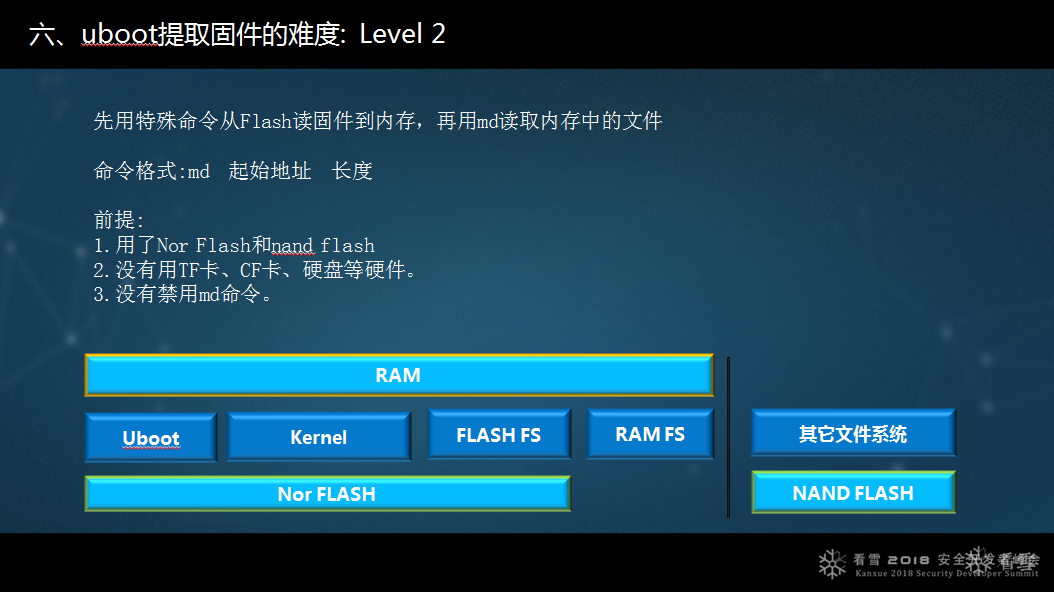 六、uboot提取固件的难度: Level 2
先用特殊命令从Flash读固件到内存，再用md读取内存中的文件
命令格式:md 起始地址 长度
前提:
1.用了Nor Flash和nand flash
2.没有用TF卡、CF卡、硬盘等硬件。
3.没有禁用md命令。
RAM
Uboot Kernel FLASH FS RAM FS 其它文件系统
Nor FLASH NAND FLASH
看雪 2018 安全开发者峰会
Kanxue 2018 Security Developer Summit
看雪